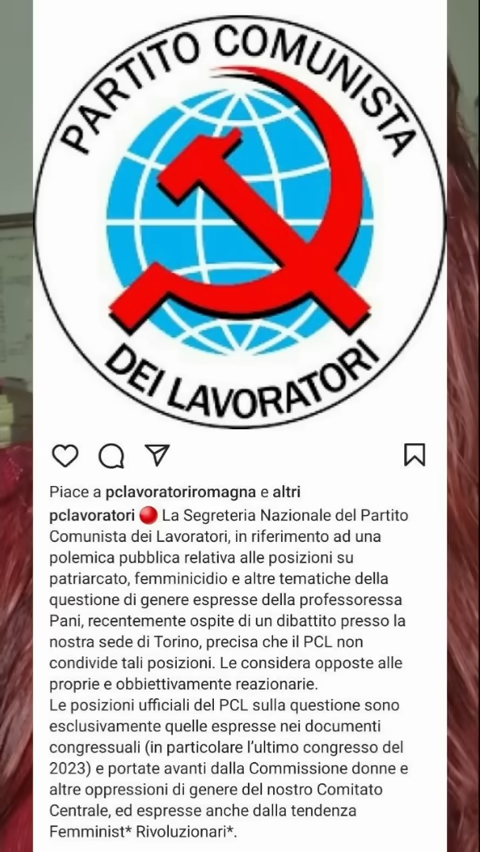 PARTITO COMUNISTA
DEI LAVORATORI
Piace a pclavoratoriromagna e altri
pclavoratori 🔴 La Segreteria Nazionale del Partito
Comunista dei Lavoratori, in riferimento ad una
polemica pubblica relativa alle posizioni su
patriarcato, femminicidio e altre tematiche della
questione di genere espresse della professoressa
Pani, recentemente ospite di un dibattito presso la
nostra sede di Torino, precisa che il PCL non
condivide tali posizioni. Le considera opposte alle
proprie e obbiettivamente reazionarie.
Le posizioni ufficiali del PCL sulla questione sono
esclusivamente quelle espresse nei documenti
congressuali (in particolare l'ultimo congresso del
2023) e portate avanti dalla Commissione donne e
altre oppressioni di genere del nostro Comitato
Centrale, ed espresse anche dalla tendenza
Femminist* Rivoluzionari*.